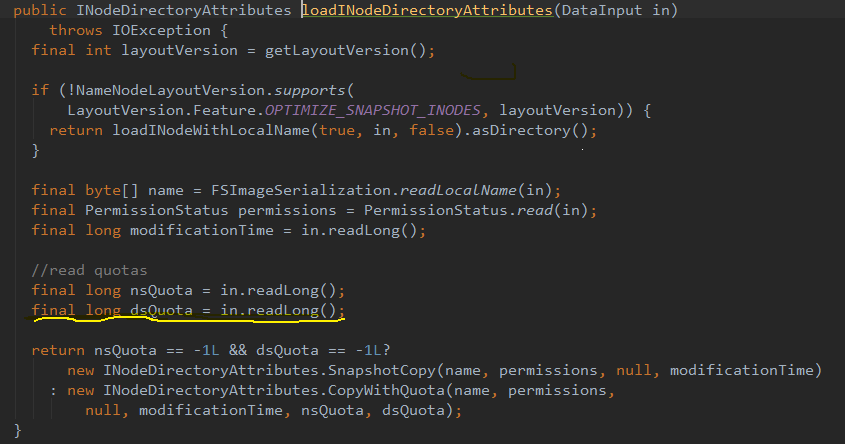 public INodeDirectoryAttributes loadINodeDirectoryAttributes(DataInput in)
throws IOException {
final int layoutVersion = getLayoutVersion();
if (!NameNodeLayoutVersion.supports(
LayoutVersion.Feature.OPTIMIZE_SNAPSHOT_INODES, layoutVersion)) {
return loadINodeWithLocalName(true, in, false).asDirectory();
}
final byte[] name = FSImageSerialization.readLocalName(in);
final PermissionStatus permissions = PermissionStatus.read(in);
final long modificationTime = in.readLong();
//read quotas
final long nsQuota = in.readLong();
final long dsQuota = in.readLong();
return nsQuota == -1L && dsQuota == -1L?
new INodeDirectoryAttributes.SnapshotCopy(name, permissions, null, modificationTime)
: new INodeDirectoryAttributes.CopyWithQuota(name, permissions,
null, modificationTime, nsQuota, dsQuota);
}